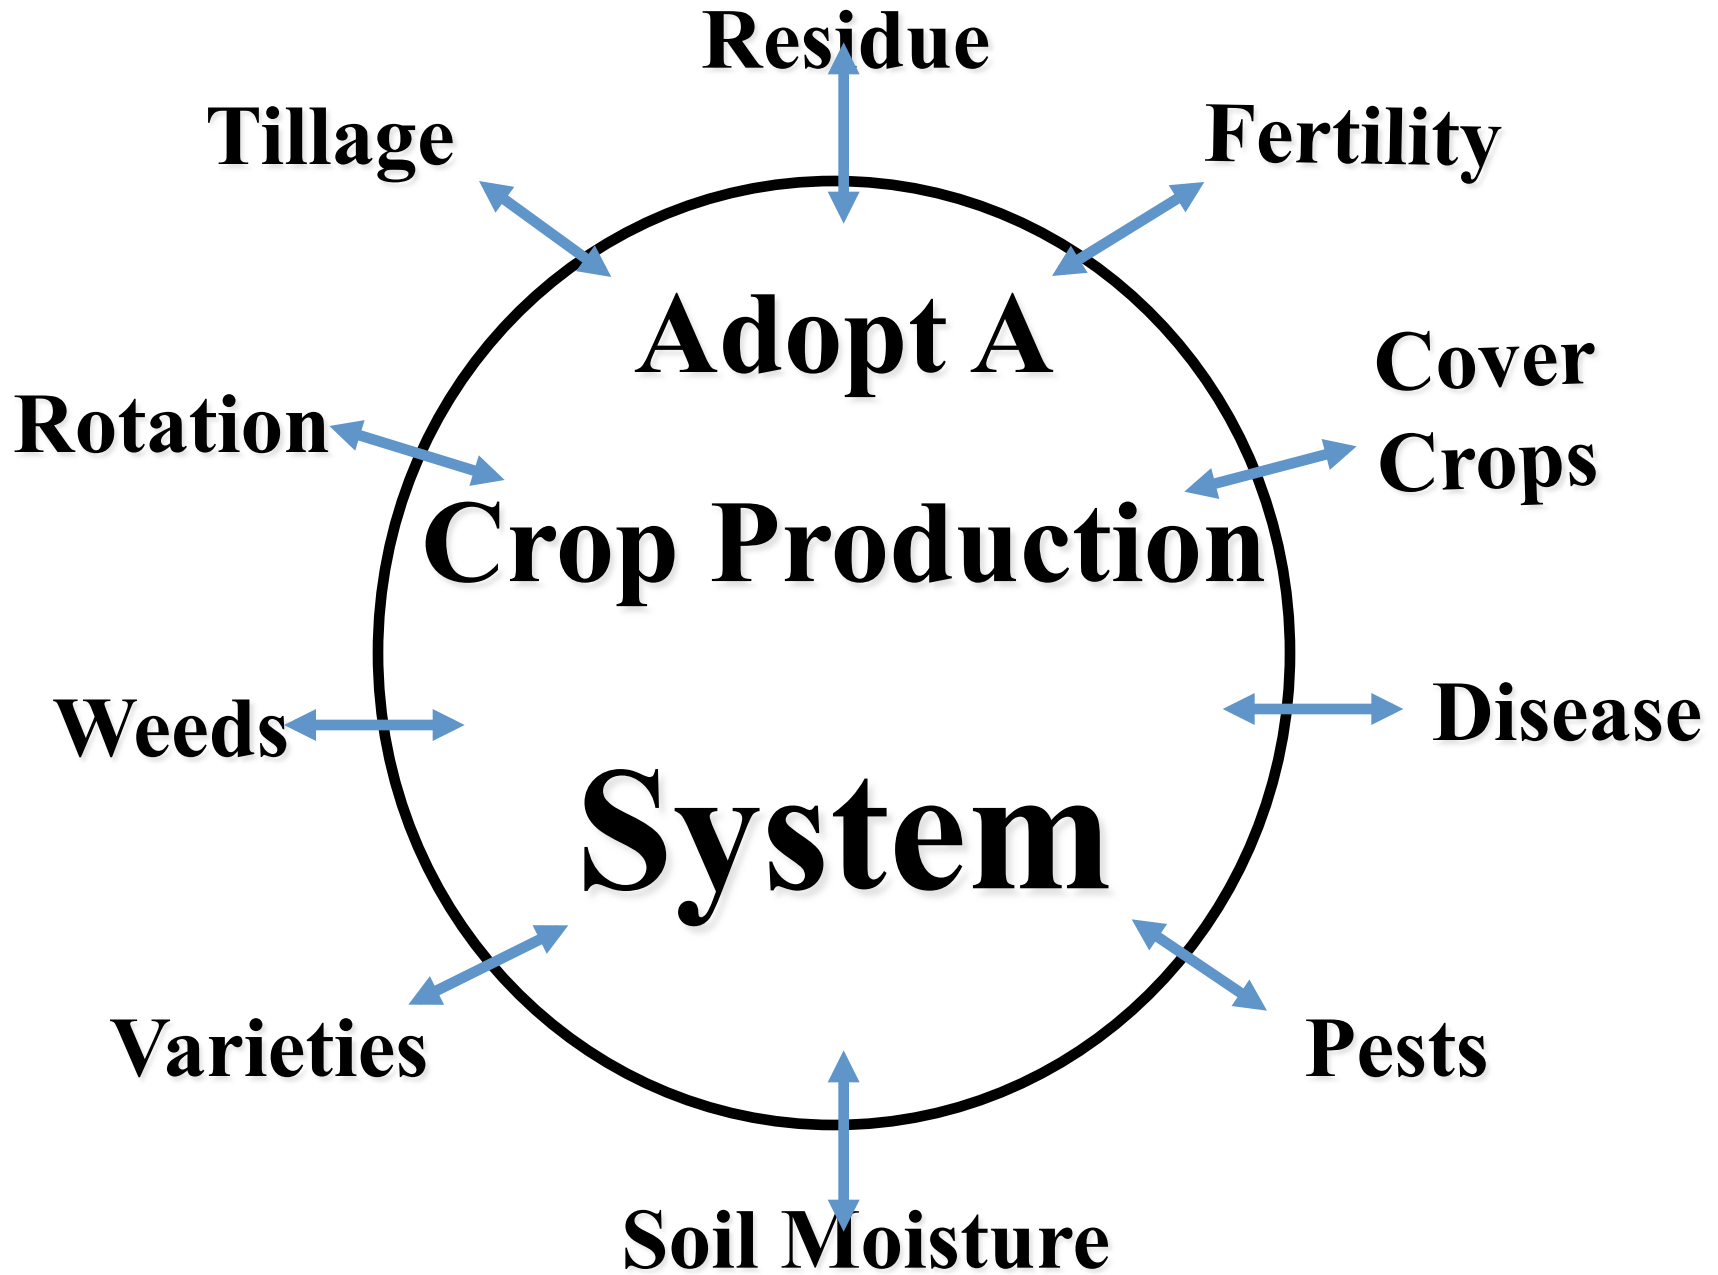 Residue
Tillage
Fertility
Adopt A
Cover
Crops
Rotation
Crop Production
Weeds
Disease
System
Varieties
Pests
Soil Moisture